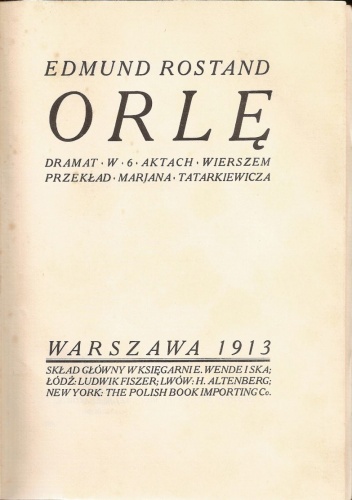 EDMUND ROSTAND
ORLĘ
DRAMAT · W · 6 · AKTACH · WIERSZEM
PRZEKŁAD · MARJANA · TATARKIEWICZA
WARSZAWA 1913
SKŁAD GŁÓWNY W KSIĘGARNI E. WENDE I SKA;
ŁÓDŹ: LUDWIK FISZER; LWÓW: H. ALTENBERG;
NEW YORK: THE POLISH BOOK IMPORTING Co.